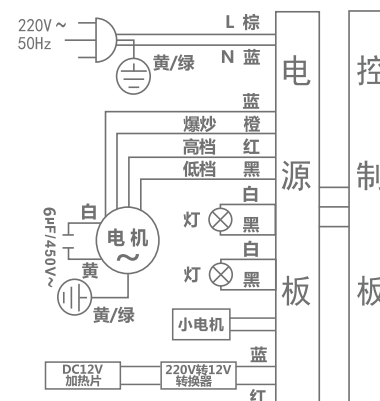 220V～
50Hz
L 棕
N 蓝
黄/绿
蓝
爆炒 橙
高档 红
低档 黑
白
灯
黑
白
灯
黑
白
6μF/450V～
电机
～
黄
黄/绿
小电机
蓝
DC12V
加热片
220V转12V
转换器
红
电源板
控制板